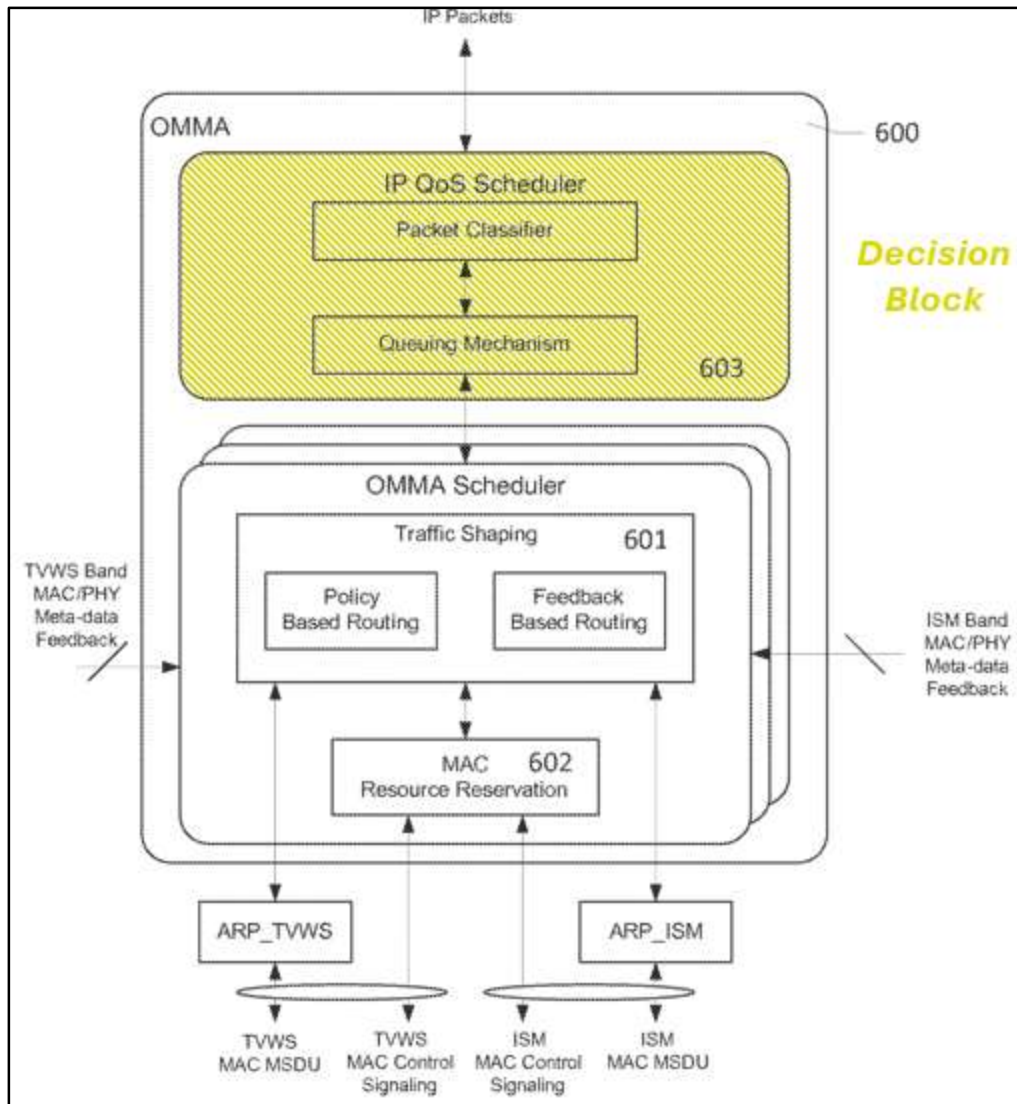 IP Packets
OMMA
600
IP QoS Scheduler
Packet Classifier
Decision
Block
Queuing Mechanism
603
OMMA Scheduler
Traffic Shaping
601
TVWS Band
MAC/PHY
Meta-data
Feedback
Policy
Based Routing
Feedback
Based Routing
ISM Band
MAC/PHY
Meta-data
Feedback
MAC
602
Resource Reservation
ARP_TVWS
ARP_ISM
TVWS
MAC MSDU
TVWS
MAC Control
Signaling
ISM
MAC Control
Signaling
ISM
MAC MSDU